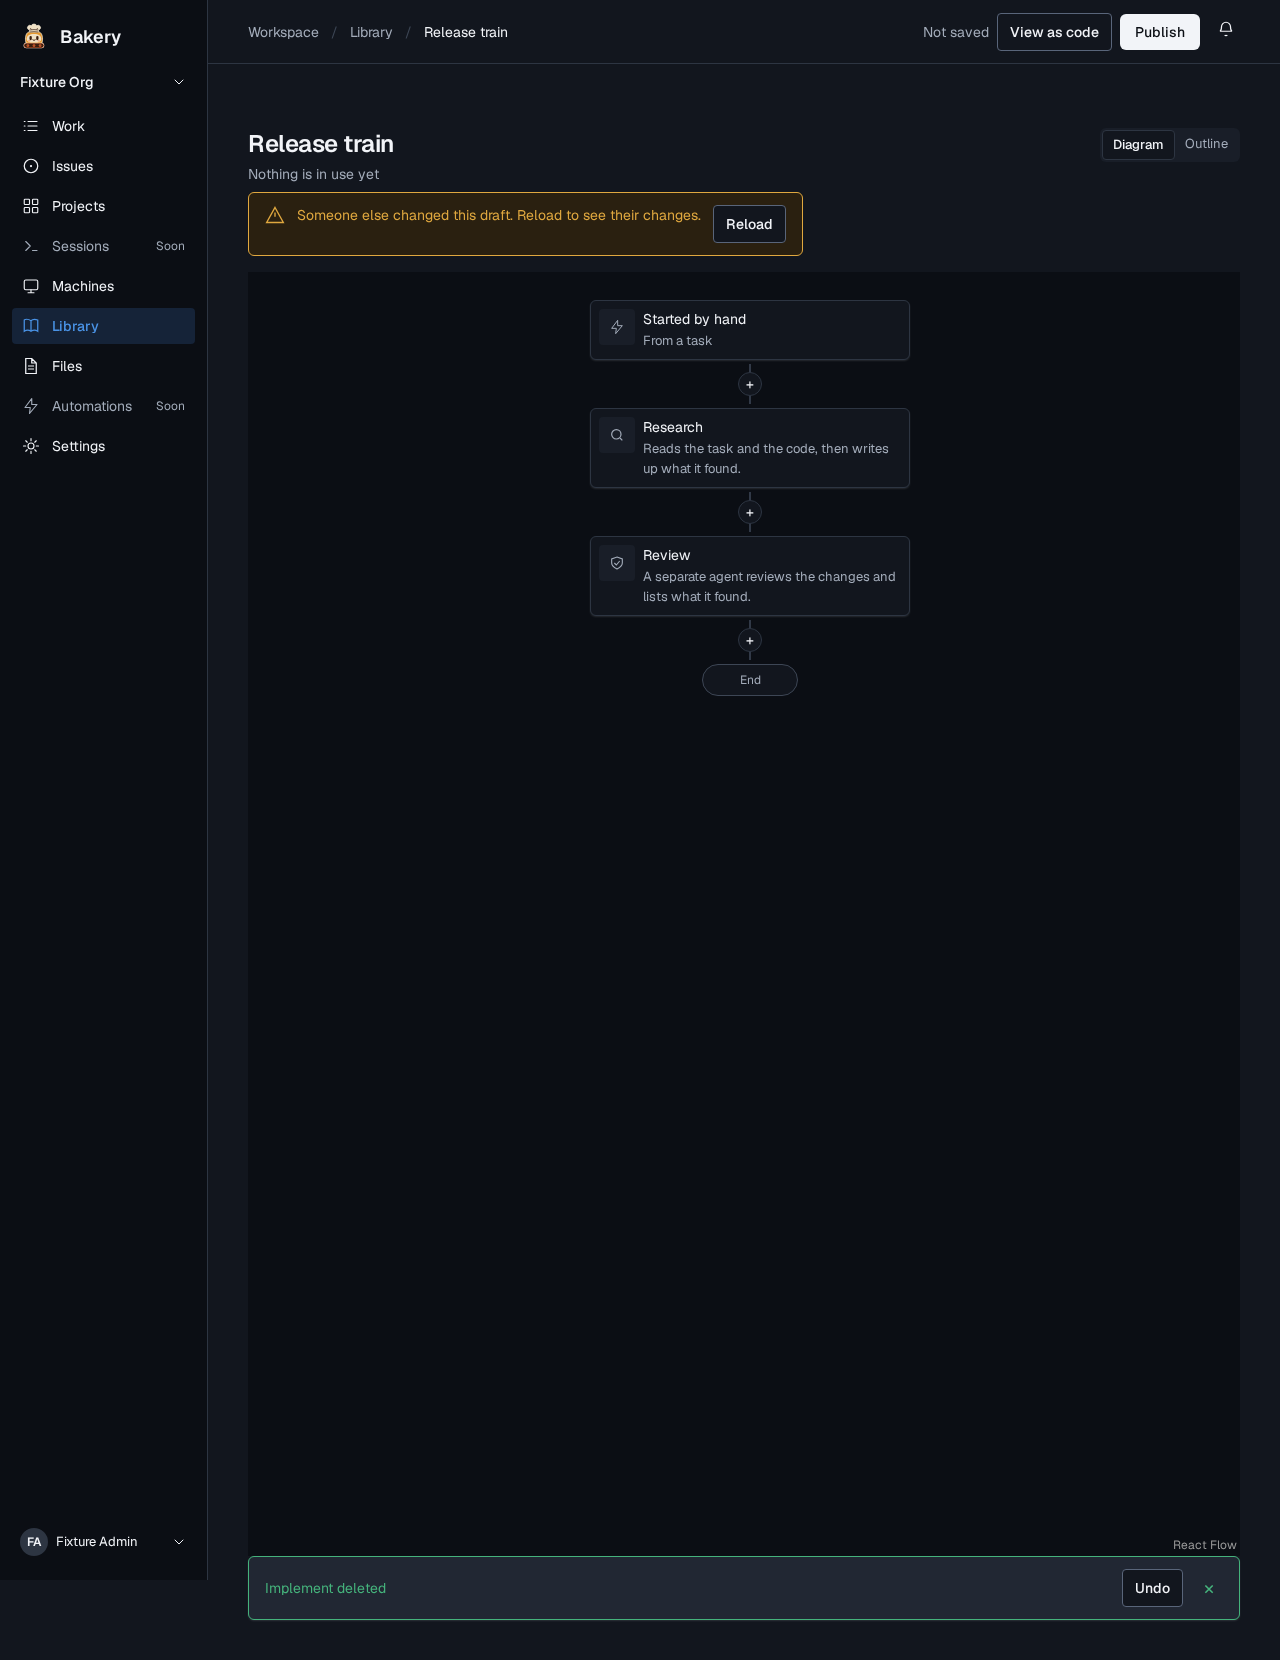 Bakery
Fixture Org
Work
Issues
Projects
Sessions Soon
Machines
Library
Files
Automations Soon
Settings
FA Fixture Admin
Workspace / Library / Release train
Not saved View as code Publish
Release train
Diagram Outline
Nothing is in use yet
Someone else changed this draft. Reload to see their changes. Reload
Started by hand
From a task
+
Research
Reads the task and the code, then writes
up what it found.
+
Review
A separate agent reviews the changes and
lists what it found.
+
End
React Flow
Implement deleted Undo ×